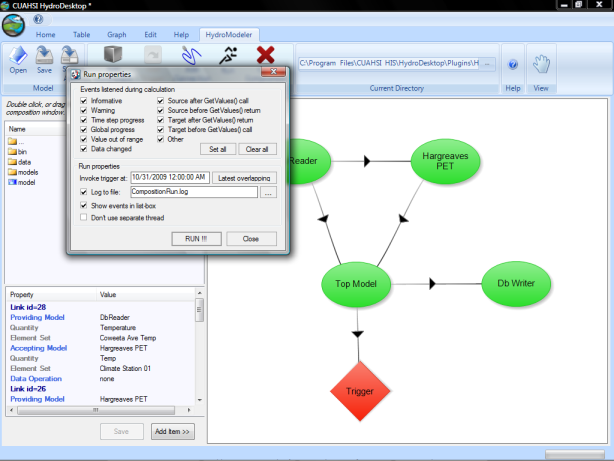 CUAHSI HydroDesktop *
Home Table Graph Edit Help HydroModeler
Open Save
C:\Program Files\CUAHSI HIS\HydroDesktop\Plugins\H ...
Model Current Directory Help View
Run properties
Events listened during calculation
Informative Source after GetValues() call
Warning Source before GetValues() return
Time step progress Target after GetValues() return
Global progress Target before GetValues() call
Value out of range Other
Data changed Set all Clear all
Run properties
Invoke trigger at: 10/31/2009 12:00:00 AM Latest overlapping
Log to file: CompostionRun.log ...
Show events in list-box
Don't use separate thread
RUN !!! Close
Double click, or drag
composition window.
Name
...
bin
data
models
model
Reader
Hargreaves
PET
Top Model
Db Writer
Trigger
Property Value
Link id=28
Providing Model DbReader
Quantity Temperature
Element Set Coweeta Ave Temp
Accepting Model Hargreaves PET
Quantity Temp
Element Set Climate Station 01
Data Operation none
Link id=26
Providing Model Hargreaves PET
Save Add Item >>